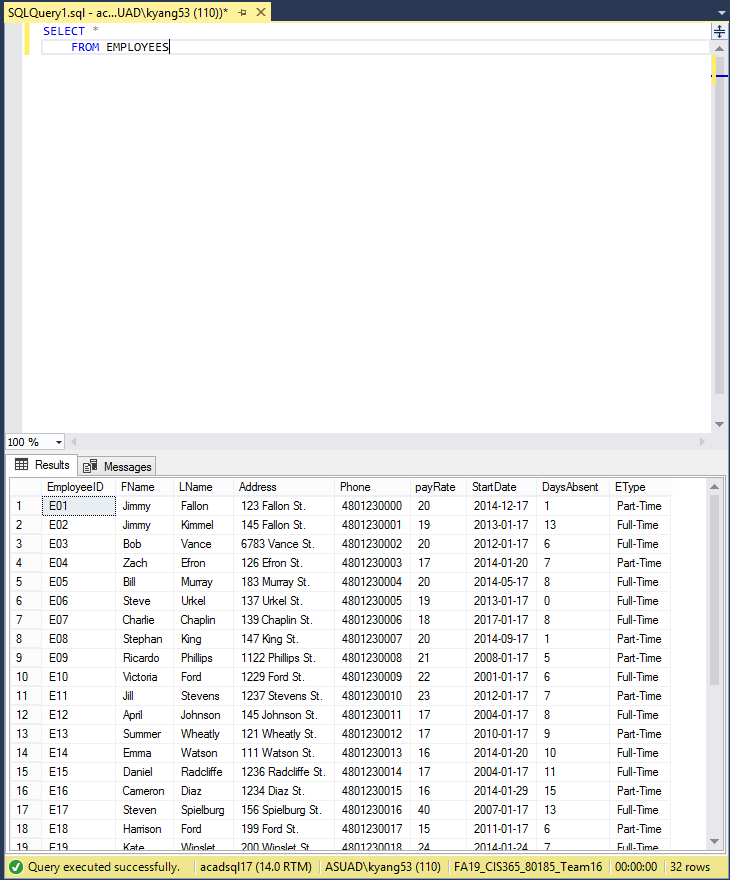 SQLQuery1.sql - ac...UAD\kyang53 (110))*
SELECT *
FROM EMPLOYEES
100 %
Results Messages
EmployeeID FName LName Address Phone payRate StartDate DaysAbsent EType
1 E01 Jimmy Fallon 123 Fallon St. 4801230000 20 2014-12-17 1 Part-Time
2 E02 Jimmy Kimmel 145 Fallon St. 4801230001 19 2013-01-17 13 Full-Time
3 E03 Bob Vance 6783 Vance St. 4801230002 20 2012-01-17 6 Full-Time
4 E04 Zach Efron 126 Efron St. 4801230003 17 2014-01-20 7 Part-Time
5 E05 Bill Murray 183 Murray St. 4801230004 20 2014-05-17 8 Full-Time
6 E06 Steve Urkel 137 Urkel St. 4801230005 19 2013-01-17 0 Full-Time
7 E07 Charlie Chaplin 139 Chaplin St. 4801230006 18 2017-01-17 8 Full-Time
8 E08 Stephan King 147 King St. 4801230007 20 2014-09-17 1 Part-Time
9 E09 Ricardo Phillips 1122 Phillips St. 4801230008 21 2008-01-17 5 Part-Time
10 E10 Victoria Ford 1229 Ford St. 4801230009 22 2001-01-17 6 Full-Time
11 E11 Jill Stevens 1237 Stevens St. 4801230010 23 2012-01-17 7 Part-Time
12 E12 April Johnson 145 Johnson St. 4801230011 17 2004-01-17 8 Full-Time
13 E13 Summer Wheatly 121 Wheatly St. 4801230012 17 2010-01-17 9 Part-Time
14 E14 Emma Watson 111 Watson St. 4801230013 16 2014-01-20 10 Full-Time
15 E15 Daniel Radcliffe 1236 Radcliffe St. 4801230014 17 2004-01-17 11 Full-Time
16 E16 Cameron Diaz 1234 Diaz St. 4801230015 16 2014-01-29 15 Part-Time
17 E17 Steven Spielburg 156 Spielburg St. 4801230016 40 2007-01-17 13 Full-Time
18 E18 Harrison Ford 199 Ford St. 4801230017 15 2011-01-17 6 Part-Time
19 E19 Kate Winslet 200 Winslet St. 4801230018 24 2014-01-24 7 Full-Time
Query executed successfully. acadsql17 (14.0 RTM) ASUAD\kyang53 (110) FA19_CIS365_80185_Team16 00:00:00 32 rows